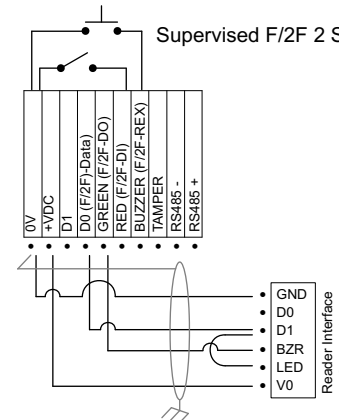 Supervised F/2F 2 S
0V
+VDC
D1
D0 (F/2F)-Data)
GREEN (F/2F-DO)
RED (F/2F-DI)
BUZZER (F/2F-REX)
TAMPER
RS485 -
RS485 +
GND
D0
D1
BZR
LED
V0
Reader Interface